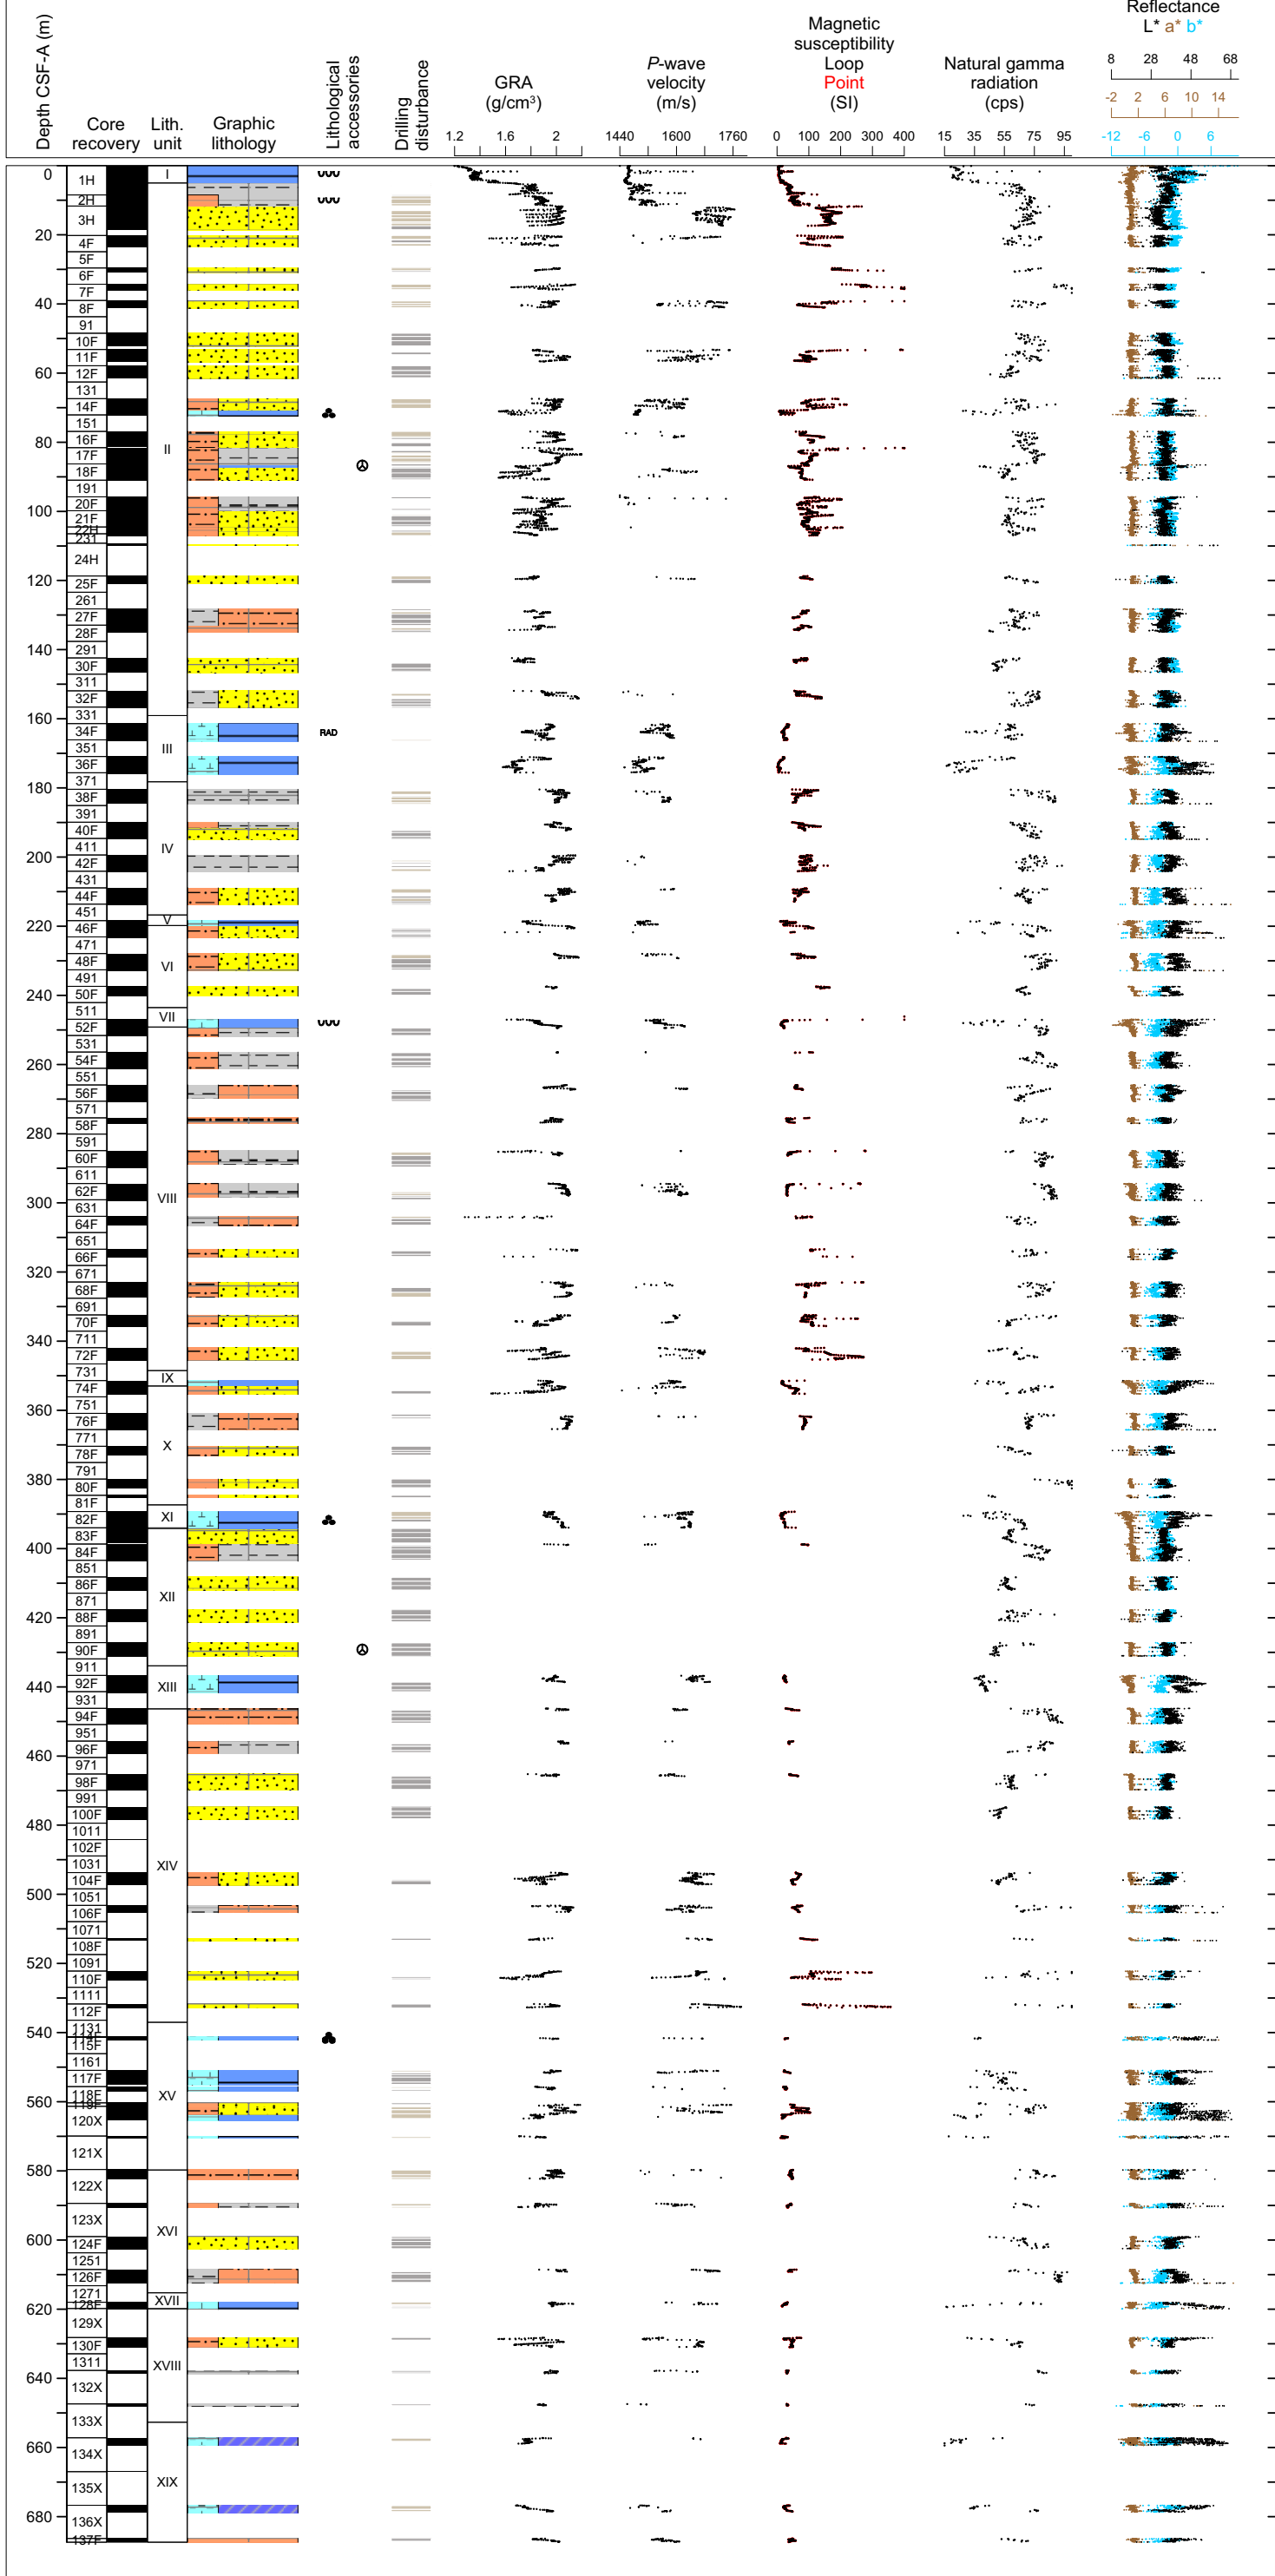 Depth CSF-A (m)
Core
recovery
Lith.
unit
Graphic
lithology
Lithological
accessories
Drilling
disturbance
GRA
(g/cm³)
1.2 1.6 2
P-wave
velocity
(m/s)
1440 1600 1760
Magnetic
susceptibility
Loop
Point
(SI)
0 100 200 300 400
Natural gamma
radiation
(cps)
15 35 55 75 95
Reflectance
L* a* b*
8 28 48 68
-2 2 6 10 14
-12 -6 0 6
0
1H
I
2H
3H
20
4F
5F
6F
7F
40
8F
91
10F
11F
60
12F
131
14F
151
80
16F
II
17F
18F
191
20F
100
21F
22H
231
24H
120
25F
261
27F
28F
140
291
30F
311
32F
160
331
34F
RAD
351
III
36F
180
371
38F
391
40F
200
411
IV
42F
431
44F
451
V
220
46F
471
48F
VI
491
240
50F
511
VII
52F
531
260
54F
551
56F
571
280
58F
591
60F
611
300
62F
VIII
631
64F
651
66F
320
671
68F
691
70F
340
711
72F
731
IX
74F
360
751
76F
X
771
78F
380
791
80F
81F
82F
XI
83F
400
84F
851
86F
XII
871
420
88F
891
90F
911
92F
XIII
440
931
94F
951
460
96F
971
98F
991
480
100F
1011
102F
1031
XIV
500
104F
1051
106F
1071
520
108F
1091
110F
1111
112F
540
1131
114F
115F
1161
117F
XV
560
118F
119F
120X
121X
580
122X
123X
XVI
600
124F
1251
126F
1271
XVII
620
128F
129X
130F
1311
XVIII
640
132X
133X
660
134X
135X
XIX
680
136X
137F